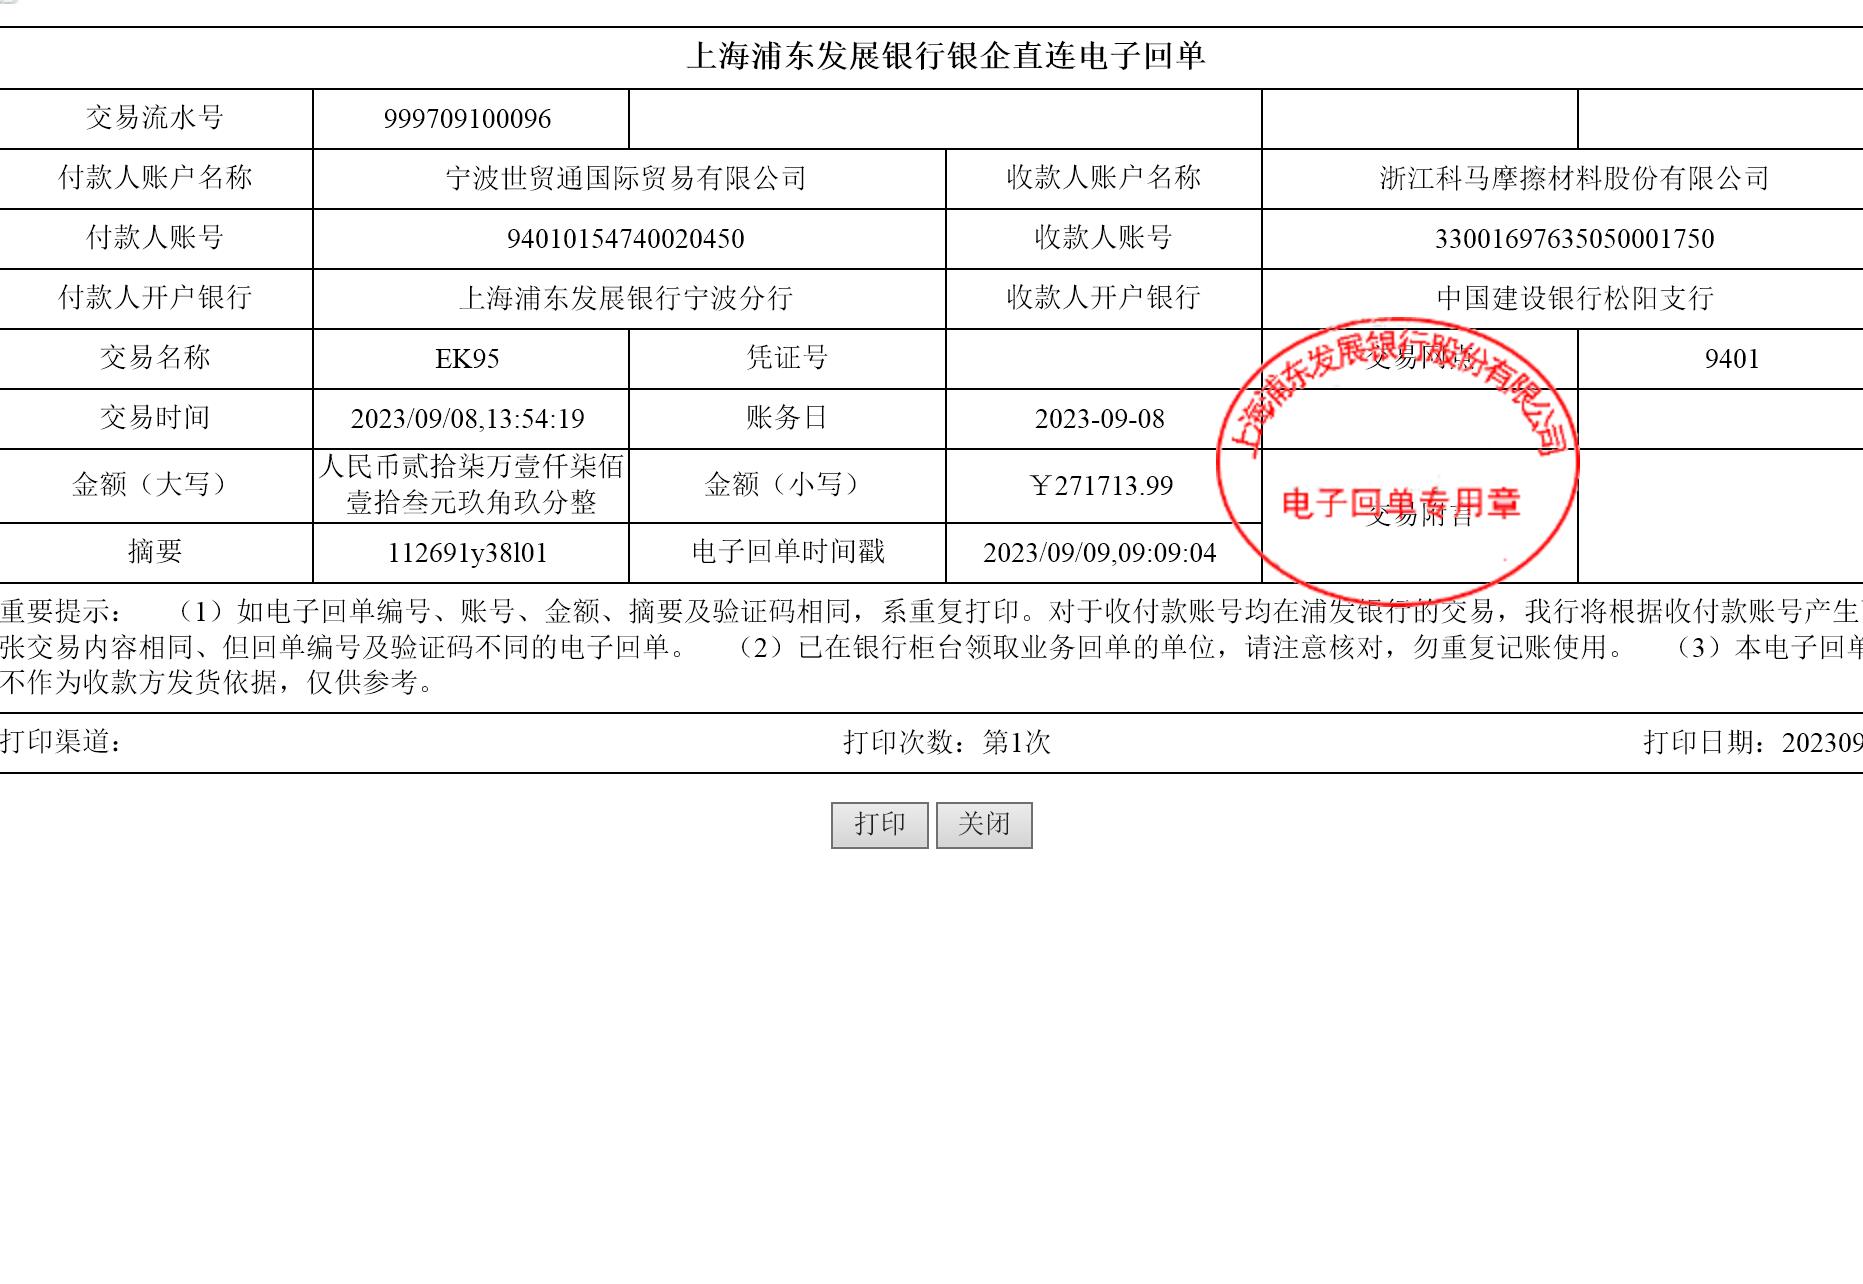 上海浦东发展银行银企直连电子回单
交易流水号 999709100096
付款人账户名称 宁波世贸通国际贸易有限公司 收款人账户名称 浙江科马摩擦材料股份有限公司
付款人账号 94010154740020450 收款人账号 33001697635050001750
付款人开户银行 上海浦东发展银行宁波分行 收款人开户银行 中国建设银行松阳支行
交易名称 EK95 凭证号 交易网点 9401
交易时间 2023/09/08,13:54:19 账务日 2023-09-08
金额（大写） 人民币贰拾柒万壹仟柒佰
壹拾叁元玖角玖分整 金额（小写） ￥271713.99
交易附言
摘要 112691y38l01 电子回单时间戳 2023/09/09,09:09:04
上海浦东发展银行股份有限公司
电子回单专用章
重要提示： （1）如电子回单编号、账号、金额、摘要及验证码相同，系重复打印。对于收付款账号均在浦发银行的交易，我行将根据收付款账号产生
张交易内容相同、但回单编号及验证码不同的电子回单。 （2）已在银行柜台领取业务回单的单位，请注意核对，勿重复记账使用。 （3）本电子回单
不作为收款方发货依据，仅供参考。
打印渠道： 打印次数：第1次 打印日期：202309
打印 关闭